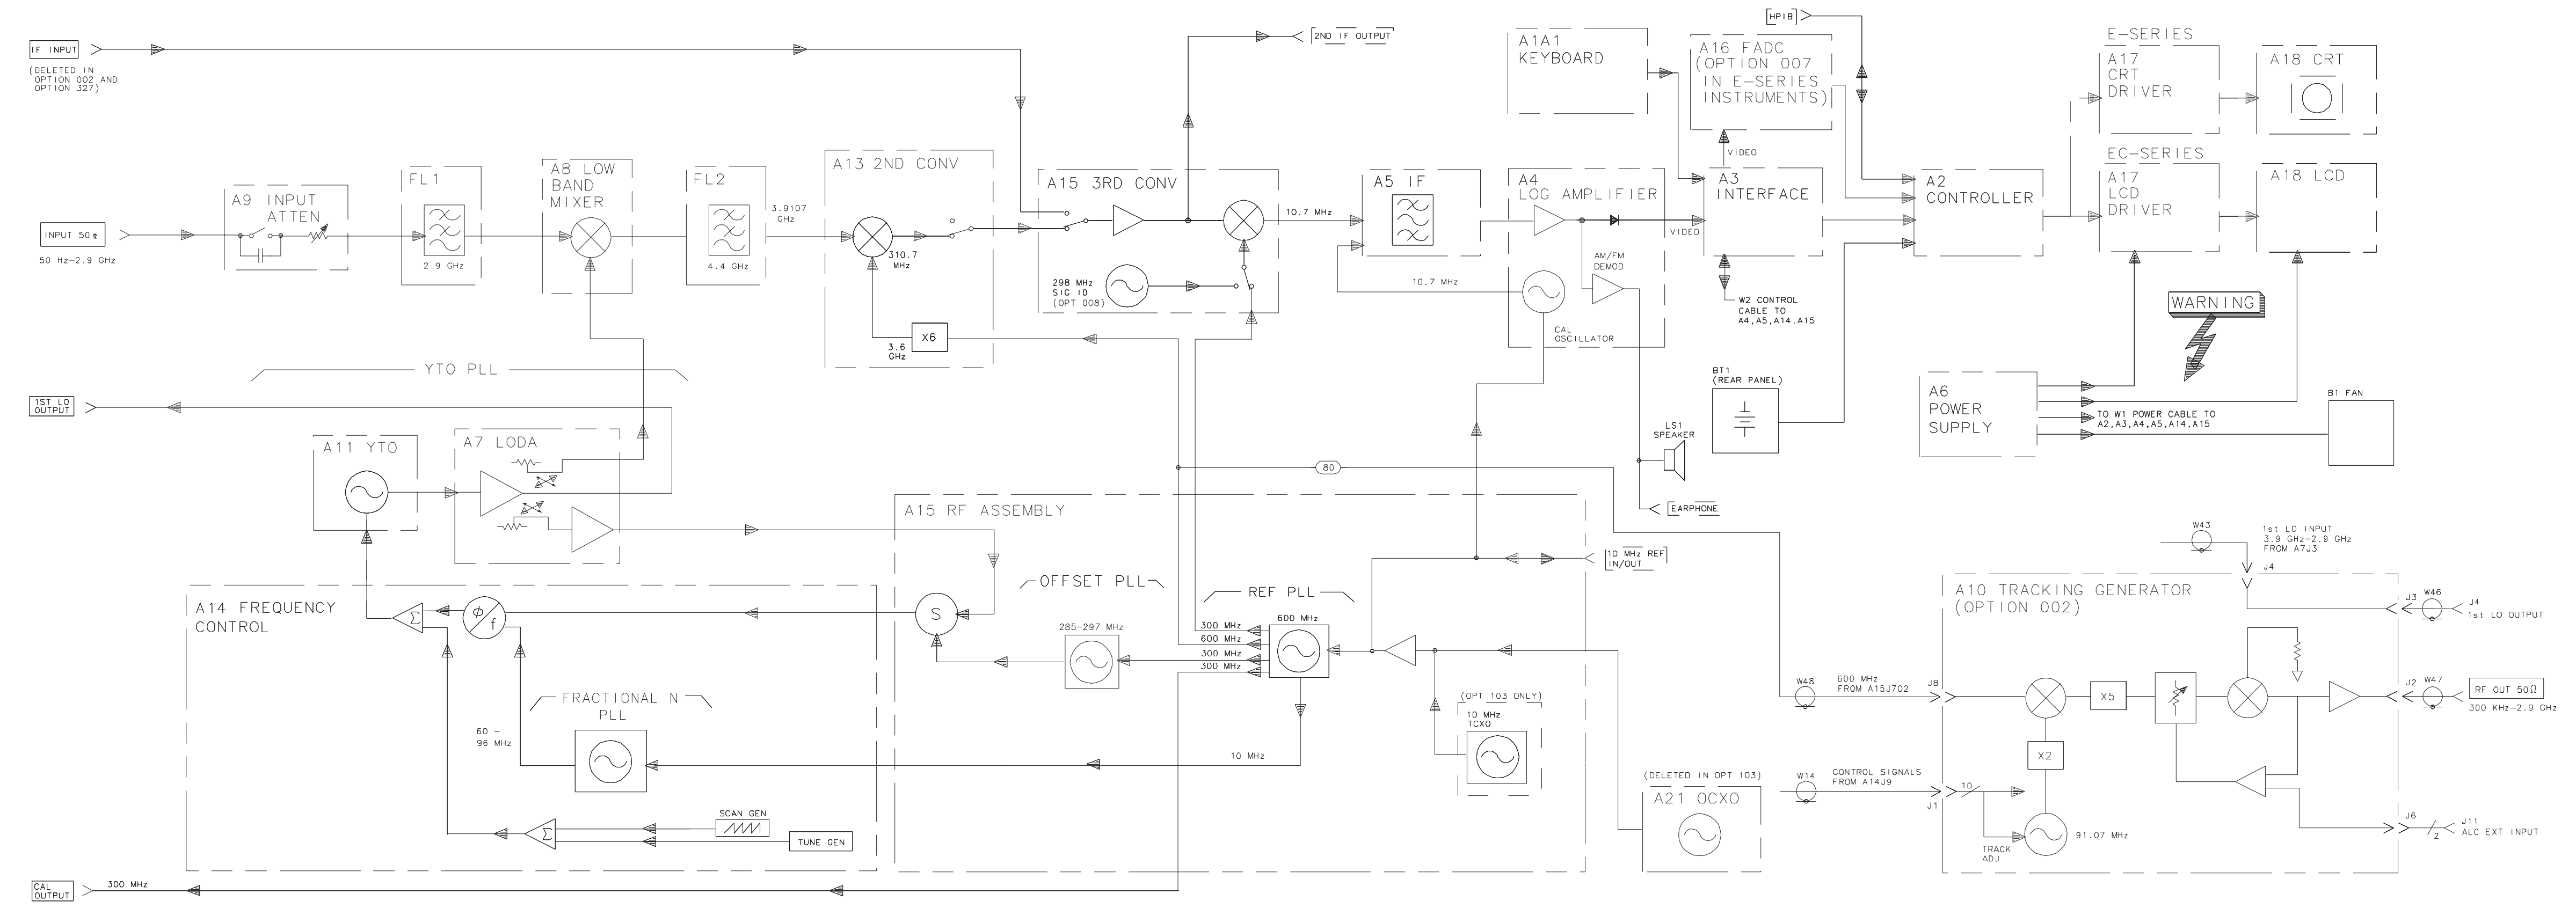 IF INPUT
(DELETED IN
OPTION 002 AND
OPTION 327)
INPUT 50 Ω
50 Hz-2.9 GHz
A9 INPUT
ATTEN
FL1
2.9 GHz
A8 LOW
BAND
MIXER
FL2
4.4 GHz
3.9107
GHz
A13 2ND CONV
310.7
MHz
X6
3.6
GHz
A15 3RD CONV
298 MHz
SIG ID
(OPT 008)
2ND IF OUTPUT
10.7 MHz
A5 IF
10.7 MHz
A4
LOG AMPLIFIER
AM/FM
DEMOD
CAL
OSCILLATOR
VIDEO
A1A1
KEYBOARD
A16 FADC
(OPTION 007
IN E-SERIES
INSTRUMENTS)
VIDEO
A3
INTERFACE
W2 CONTROL
CABLE TO
A4,A5,A14,A15
HPIB
A2
CONTROLLER
E-SERIES
A17
CRT
DRIVER
A18 CRT
EC-SERIES
A17
LCD
DRIVER
A18 LCD
WARNING
BT1
(REAR PANEL)
A6
POWER
SUPPLY
TO W1 POWER CABLE TO
A2,A3,A4,A5,A14,A15
B1 FAN
LS1
SPEAKER
EARPHONE
YTO PLL
1ST LO
OUTPUT
A11 YTO
A7 LODA
80
A15 RF ASSEMBLY
10 MHz REF
IN/OUT
OFFSET PLL
REF PLL
S
285-297 MHz
300 MHz
600 MHz
300 MHz
300 MHz
600 MHz
(OPT 103 ONLY)
10 MHz
TCXO
10 MHz
A14 FREQUENCY
CONTROL
Σ
Φ
f
FRACTIONAL N
PLL
60 -
96 MHz
Σ
SCAN GEN
TUNE GEN
CAL
OUTPUT
300 MHz
(DELETED IN OPT 103)
A21 OCXO
W43
1st LO INPUT
3.9 GHz-2.9 GHz
FROM A7J3
J4
A10 TRACKING GENERATOR
(OPTION 002)
J3
W46
J4
1st LO OUTPUT
W48
600 MHz
FROM A15J702
J8
X5
X2
J2
W47
RF OUT 50Ω
300 KHz-2.9 GHz
W14
CONTROL SIGNALS
FROM A14J9
J1
10
TRACK
ADJ
91.07 MHz
J6
2
J11
ALC EXT INPUT